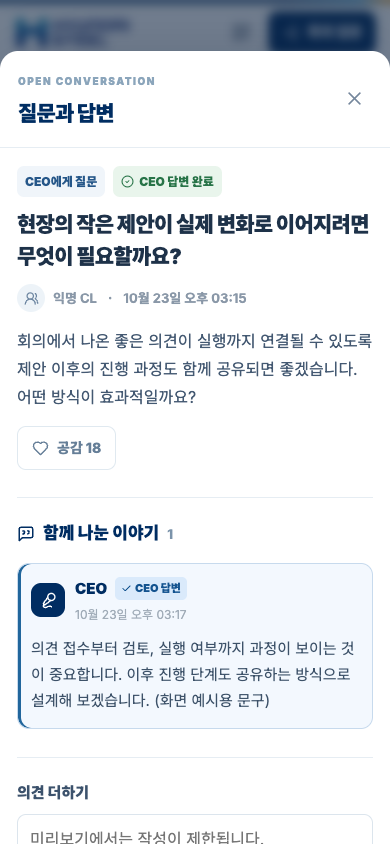 OPEN CONVERSATION
질문과 답변
CEO에게 질문
CEO 답변 완료
현장의 작은 제안이 실제 변화로 이어지려면
무엇이 필요할까요?
익명 CL · 10월 23일 오후 03:15
회의에서 나온 좋은 의견이 실행까지 연결될 수 있도록
제안 이후의 진행 과정도 함께 공유되면 좋겠습니다.
어떤 방식이 효과적일까요?
공감 18
함께 나눈 이야기 1
CEO
CEO 답변
10월 23일 오후 03:17
의견 접수부터 검토, 실행 여부까지 과정이 보이는 것
이 중요합니다. 이후 진행 단계도 공유하는 방식으로
설계해 보겠습니다. (화면 예시용 문구)
의견 더하기
미리보기에서는 작성이 제한됩니다.